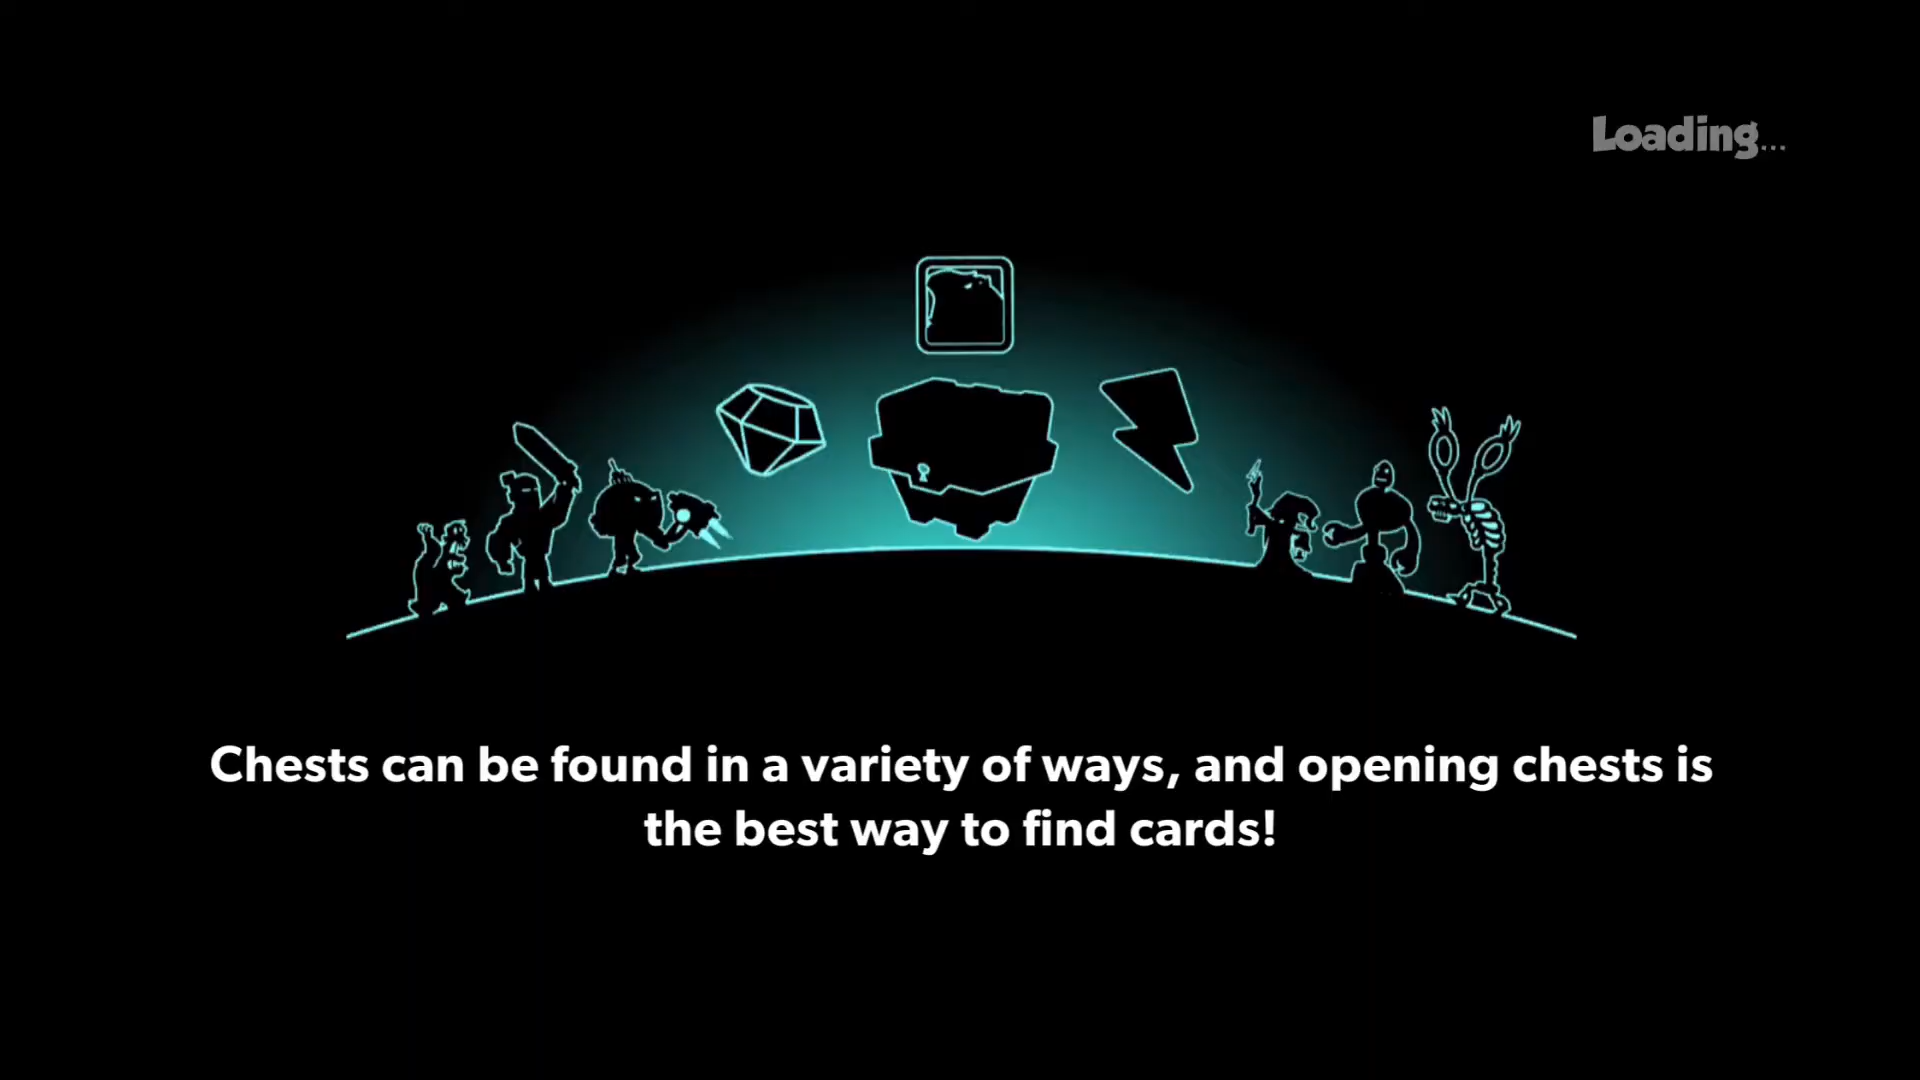 Loading...
Chests can be found in a variety of ways, and opening chests is
the best way to find cards!